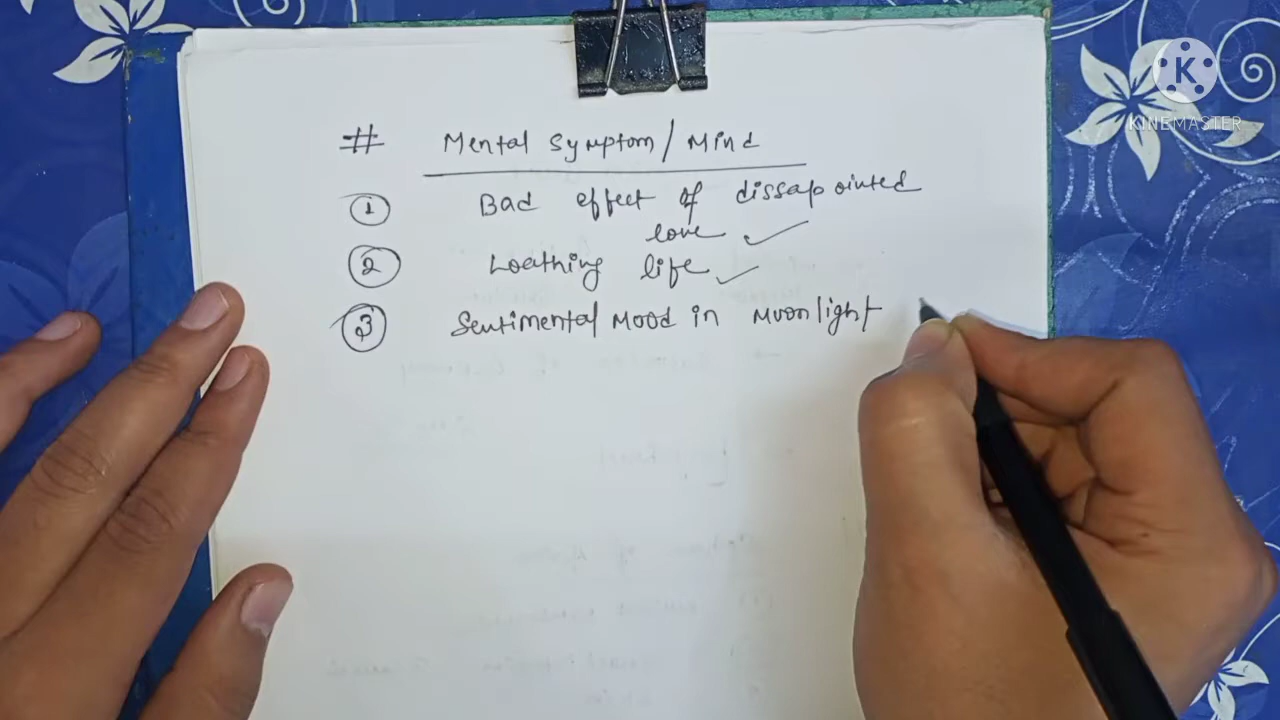 K
KINEMASTER
# Mental Symptom/Mind
1 Bad effect of dissapointed
love
2 Loathing life
3 Sentimental Mood in Moonlight